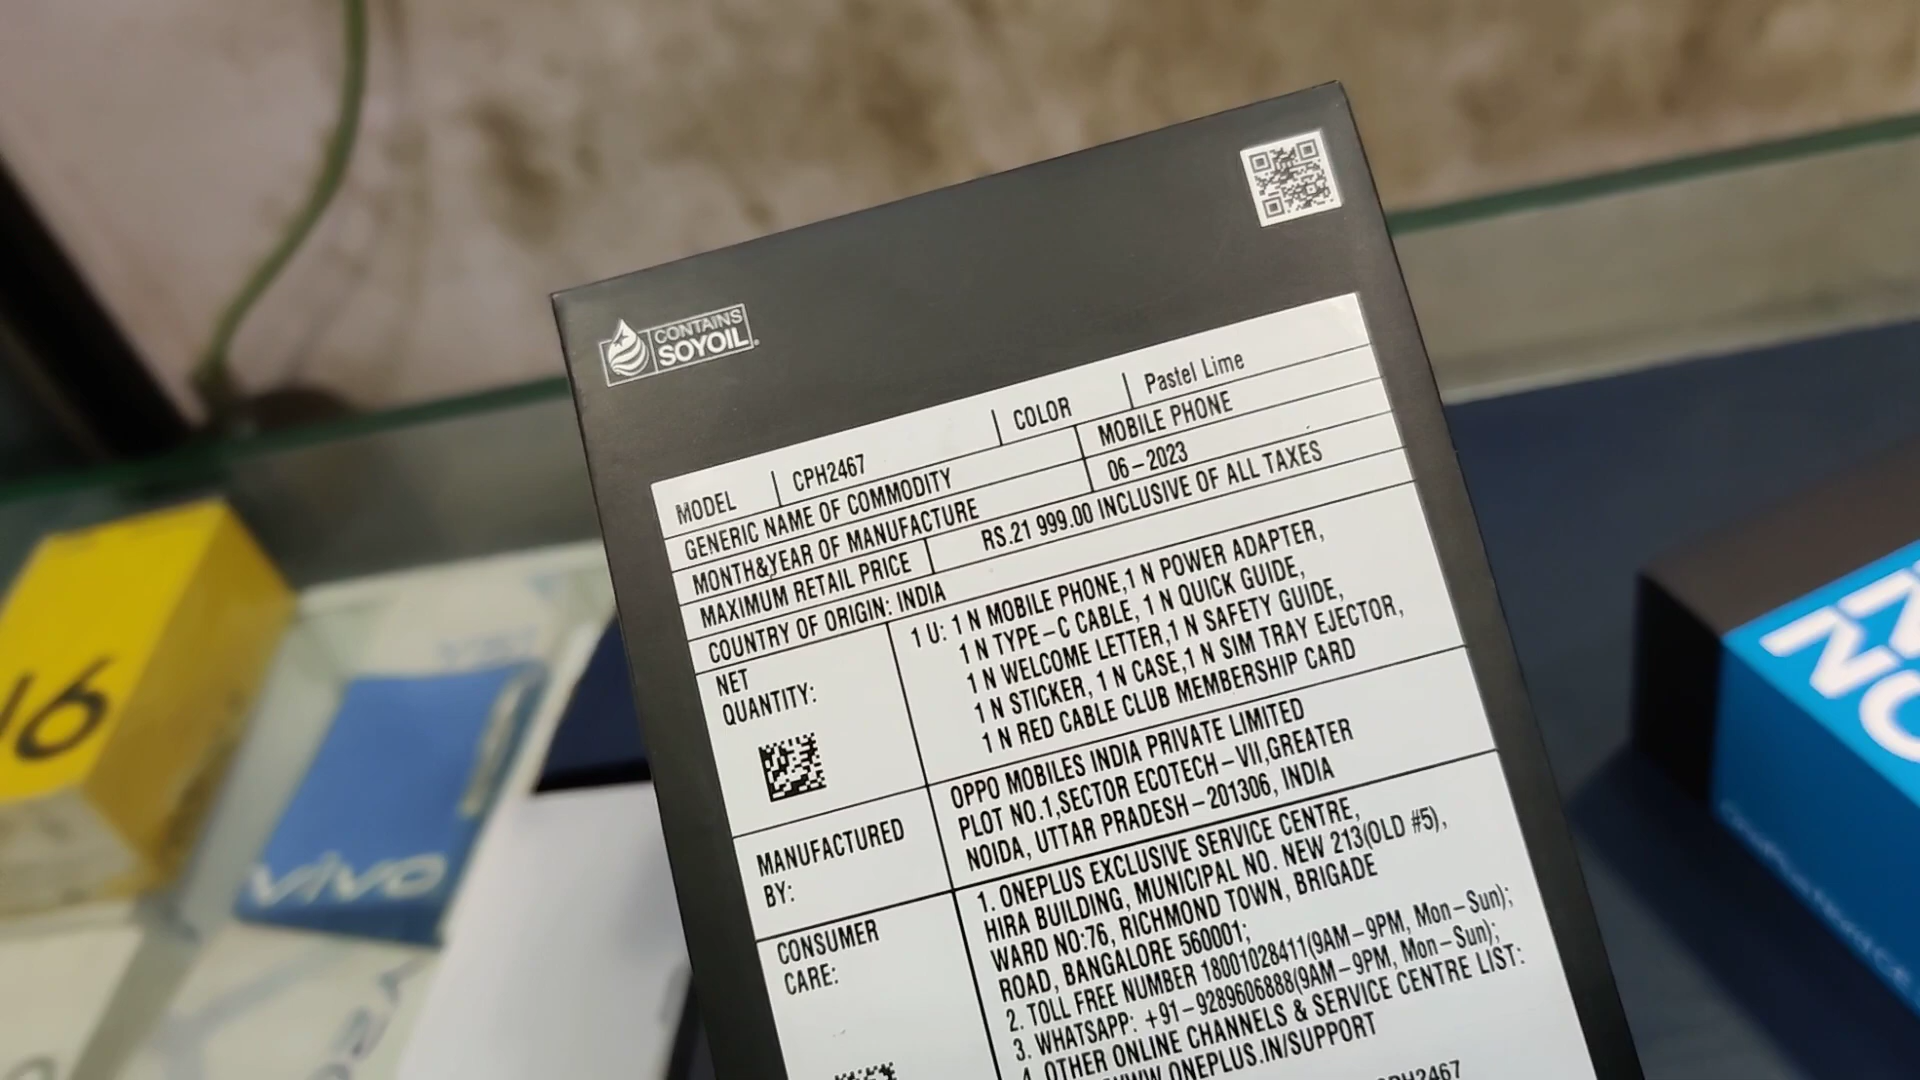 CONTAINS
SOYOIL
MODEL CPH2467 COLOR Pastel Lime
GENERIC NAME OF COMMODITY MOBILE PHONE
MONTH&YEAR OF MANUFACTURE 06-2023
MAXIMUM RETAIL PRICE RS.21 999.00 INCLUSIVE OF ALL TAXES
COUNTRY OF ORIGIN: INDIA
NET
QUANTITY:
1 U: 1 N MOBILE PHONE,1 N POWER ADAPTER,
1 N TYPE-C CABLE, 1 N QUICK GUIDE,
1 N WELCOME LETTER,1 N SAFETY GUIDE,
1 N STICKER, 1 N CASE,1 N SIM TRAY EJECTOR,
1 N RED CABLE CLUB MEMBERSHIP CARD
MANUFACTURED
BY:
OPPO MOBILES INDIA PRIVATE LIMITED
PLOT NO.1,SECTOR ECOTECH-VII,GREATER
NOIDA, UTTAR PRADESH-201306, INDIA
CONSUMER
CARE:
1. ONEPLUS EXCLUSIVE SERVICE CENTRE,
HIRA BUILDING, MUNICIPAL NO. NEW 213(OLD #5),
WARD NO:76, RICHMOND TOWN, BRIGADE
ROAD, BANGALORE 560001;
2. TOLL FREE NUMBER 18001028411(9AM-9PM, Mon-Sun);
3. WHATSAPP: +91-9289606888(9AM-9PM, Mon-Sun);
4. OTHER ONLINE CHANNELS & SERVICE CENTRE LIST:
WWW.ONEPLUS.IN/SUPPORT
CPH2467
16
vivo